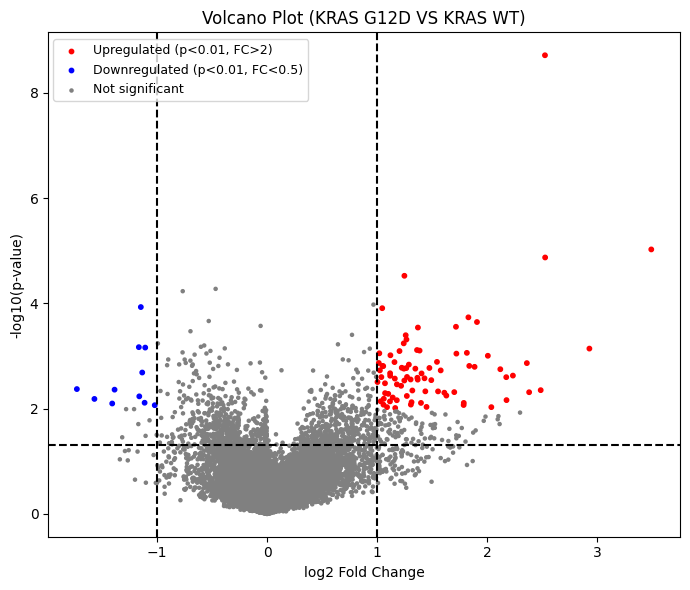 Volcano Plot (KRAS G12D VS KRAS WT)
Upregulated (p<0.01, FC>2)
Downregulated (p<0.01, FC<0.5)
Not significant
8
6
4
2
0
-log10(p-value)
−1 0 1 2 3
log2 Fold Change